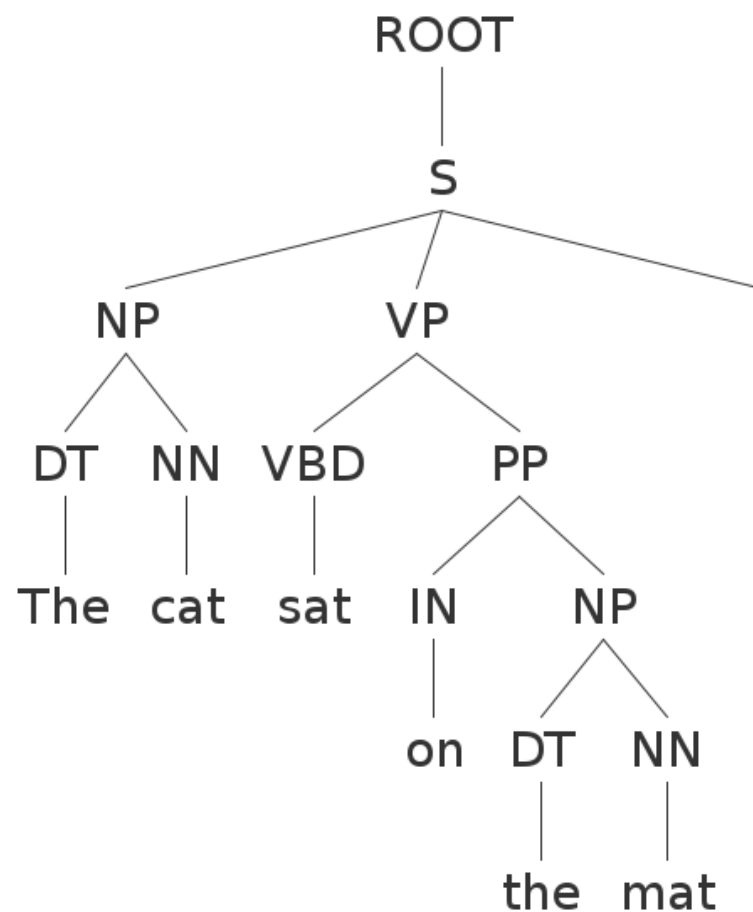 ROOT
S
NP VP
DT NN VBD PP
The cat sat IN NP
on DT NN
the mat